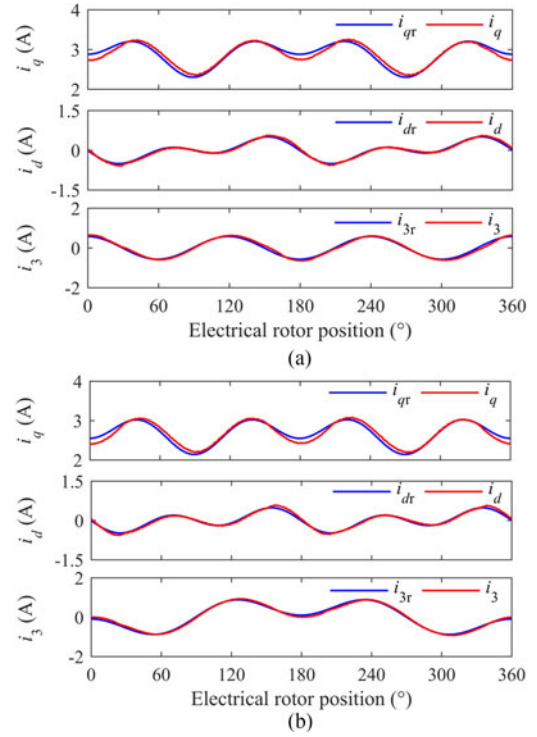 4
3
2
i_q (A)
i_qr i_q
1.5
0
-1.5
i_d (A)
i_dr i_d
2
0
-2
i_3 (A)
i_3r i_3
0 60 120 180 240 300 360
Electrical rotor position (°)
(a)
4
3
2
i_q (A)
i_qr i_q
1.5
0
-1.5
i_d (A)
i_dr i_d
2
0
-2
i_3 (A)
i_3r i_3
0 60 120 180 240 300 360
Electrical rotor position (°)
(b)